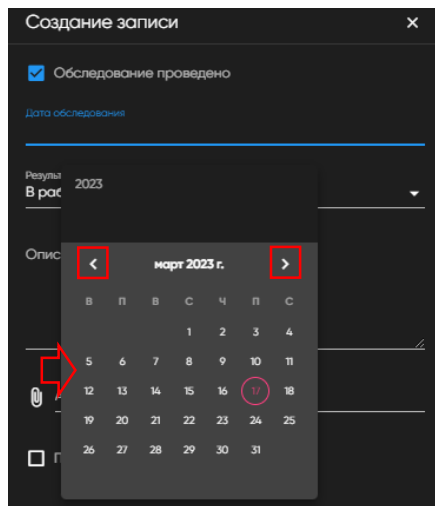 Создание записи ×
Обследование проведено
Дата обследования
2023
март 2023 г.
В П В С Ч П С
1 2 3 4
5 6 7 8 9 10 11
12 13 14 15 16 17 18
19 20 21 22 23 24 25
26 27 28 29 30 31